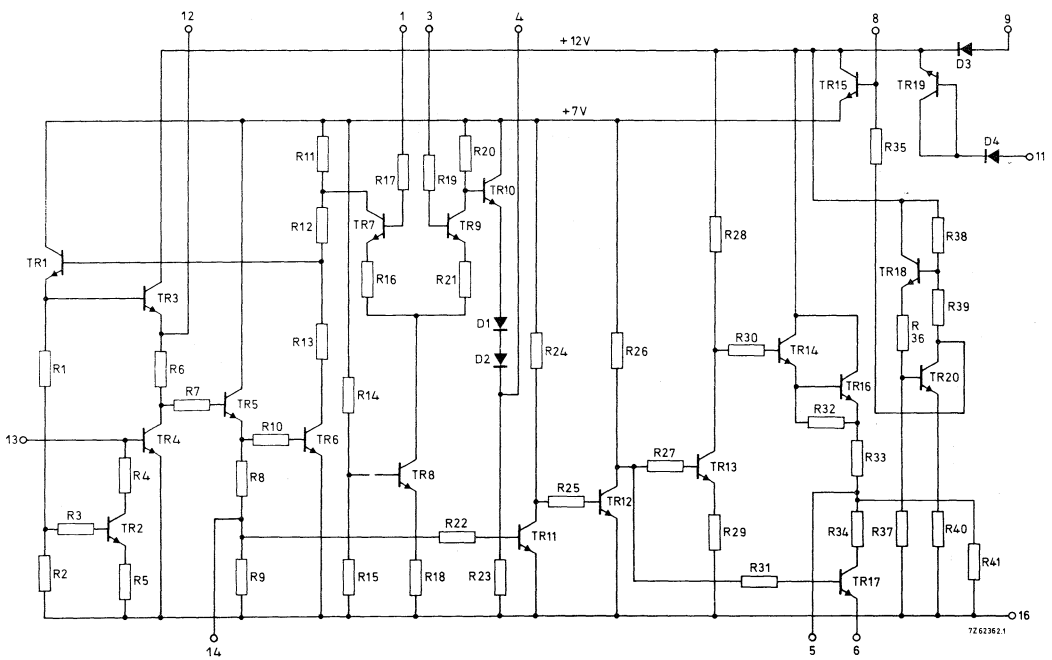 12 1 3 4 8 9
+12V
D3
TR15 TR19
+7V
R11 R20 R35 D4 11
R17 R19 TR10
R12 TR7 TR9 R28 R38
TR1 R16 R21 TR18
TR3 R39
D1 R
36
R13 D2 R24 R26 R30 TR14
R1 R6 TR20
R7 R14 TR16
TR5 R32
13 TR4 R10 TR6
R4 R8 TR8 R27 TR13 R33
R25 TR12
R3 TR2 R22 TR11 R29 R34 R37 R40
R2 R5 R9 R15 R18 R23 R31 TR17 R41
16
7Z62362.1
14 5 6